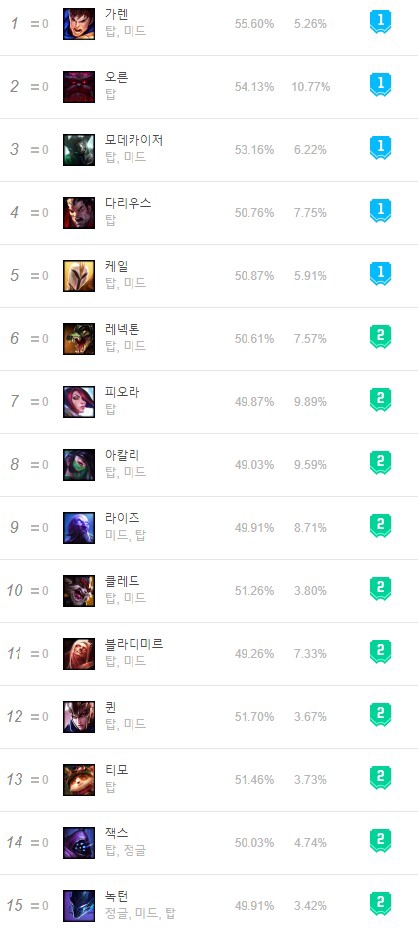 1 = 0 가렌 55.60% 5.26% 1
탑, 미드
2 = 0 오른 54.13% 10.77% 1
탑
3 = 0 모데카이저 53.16% 6.22% 1
탑, 미드
4 = 0 다리우스 50.76% 7.75% 1
탑
5 = 0 케일 50.87% 5.91% 1
탑, 미드
6 = 0 레넥톤 50.61% 7.57% 2
탑, 미드
7 = 0 피오라 49.87% 9.89% 2
탑
8 = 0 아칼리 49.03% 9.59% 2
탑, 미드
9 = 0 라이즈 49.91% 8.71% 2
미드, 탑
10 = 0 클레드 51.26% 3.80% 2
탑, 미드
11 = 0 블라디미르 49.26% 7.33% 2
탑, 미드
12 = 0 퀸 51.70% 3.67% 2
탑, 미드
13 = 0 티모 51.46% 3.73% 2
탑
14 = 0 잭스 50.03% 4.74% 2
탑, 정글
15 = 0 녹턴 49.91% 3.42% 2
정글, 미드, 탑